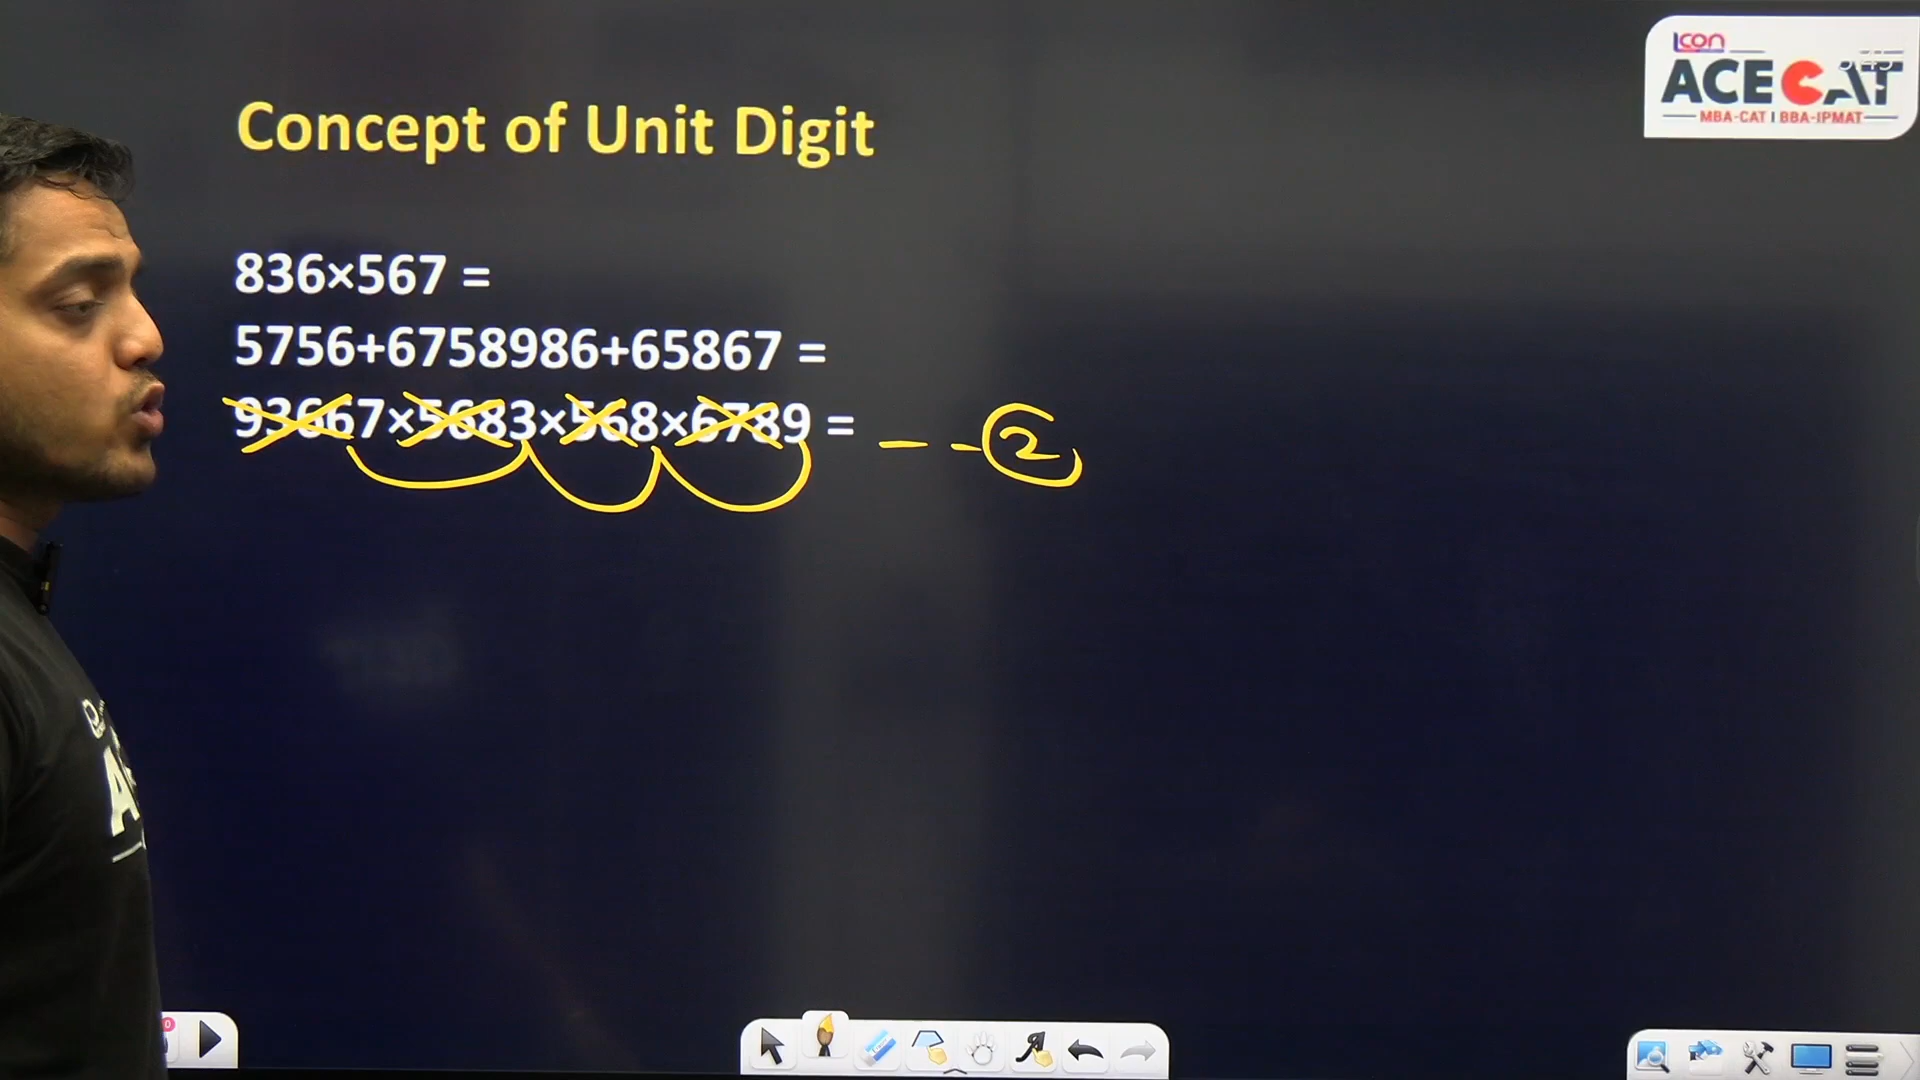 Icon
ACE CAT
MBA-CAT | BBA-IPMAT
Concept of Unit Digit
836×567 =
5756+6758986+65867 =
93667×5683×568×6789 = _ _ 2